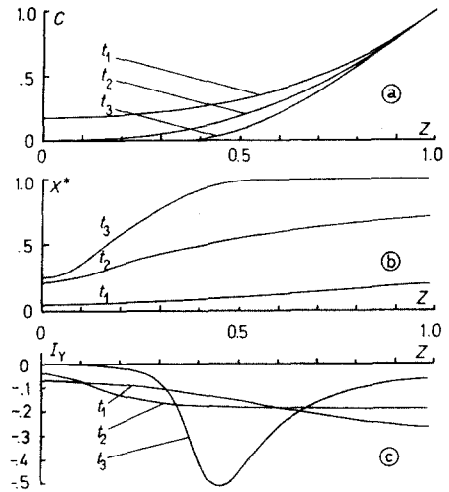 1.0 C
t₁
t₂
.5
t₃
ⓐ
0 Z
0 0.5 1.0
1.0 X*
t₃
.5
t₂
ⓑ
t₁
0 Z
0 0.5 1.0
I_Y
0
-.1
t₁
-.2
t₂
-.3
t₃
-.4
ⓒ
-.5